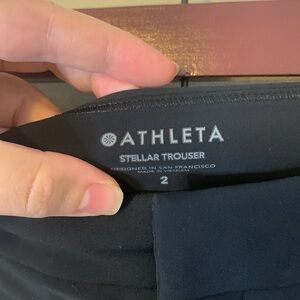 ATHLETA
STELLAR TROUSER
DESIGNED IN SAN FRANCISCO
MADE IN VIETNAM
2